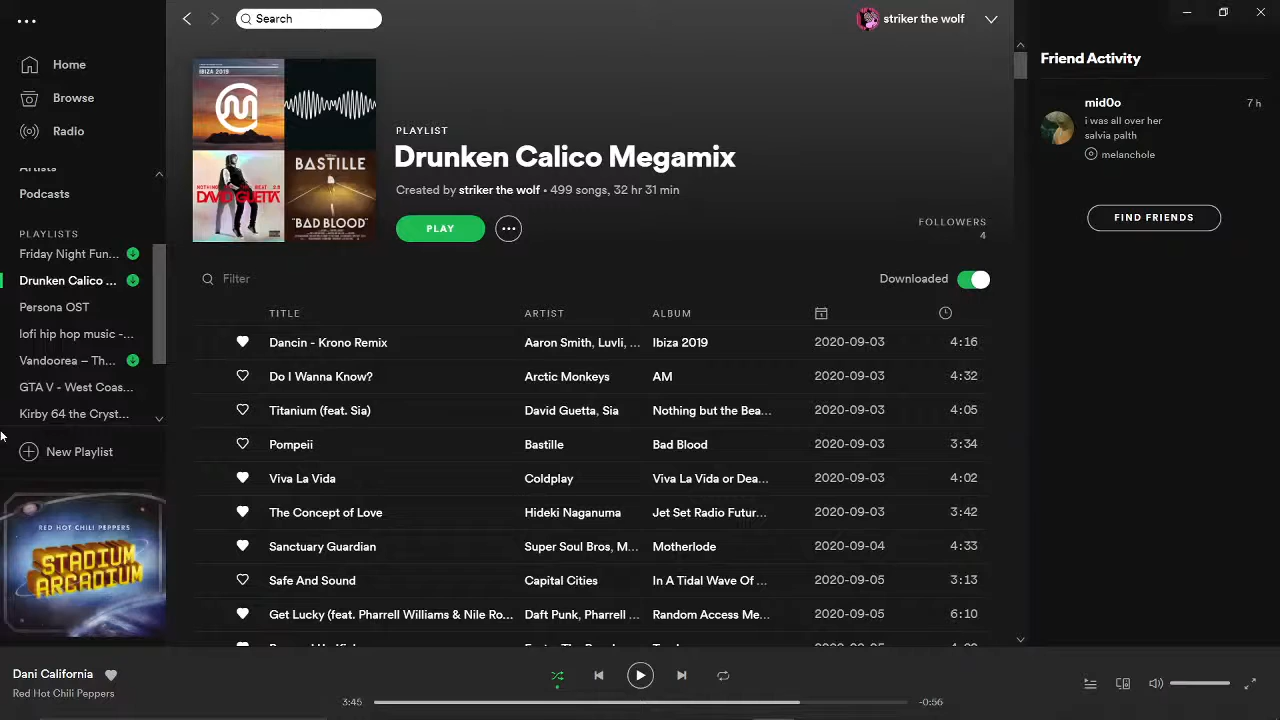 Search
striker the wolf
Home
Browse
Radio
Artists
Podcasts
PLAYLISTS
Friday Night Fun...
Drunken Calico ...
Persona OST
lofi hip hop music -...
Vandoorea – Th...
GTA V - West Coas...
Kirby 64 the Cryst...
New Playlist
RED HOT CHILI PEPPERS
STADIUM
ARCADIUM
IBIZA 2019
NOTHING BUT THE BEAT 2.0
DAVID GUETTA
BASTILLE
"BAD BLOOD"
PLAYLIST
Drunken Calico Megamix
Created by striker the wolf • 499 songs, 32 hr 31 min
PLAY
FOLLOWERS
4
Filter
Downloaded
TITLE ARTIST ALBUM
Dancin - Krono Remix Aaron Smith, Luvli, ... Ibiza 2019 2020-09-03 4:16
Do I Wanna Know? Arctic Monkeys AM 2020-09-03 4:32
Titanium (feat. Sia) David Guetta, Sia Nothing but the Bea... 2020-09-03 4:05
Pompeii Bastille Bad Blood 2020-09-03 3:34
Viva La Vida Coldplay Viva La Vida or Dea... 2020-09-03 4:02
The Concept of Love Hideki Naganuma Jet Set Radio Futur... 2020-09-03 3:42
Sanctuary Guardian Super Soul Bros, M... Motherlode 2020-09-04 4:33
Safe And Sound Capital Cities In A Tidal Wave Of ... 2020-09-05 3:13
Get Lucky (feat. Pharrell Williams & Nile Ro... Daft Punk, Pharrell ... Random Access Me... 2020-09-05 6:10
Friend Activity
mid0o 7 h
i was all over her
salvia palth
melanchole
FIND FRIENDS
Dani California
Red Hot Chili Peppers
3:45
-0:56